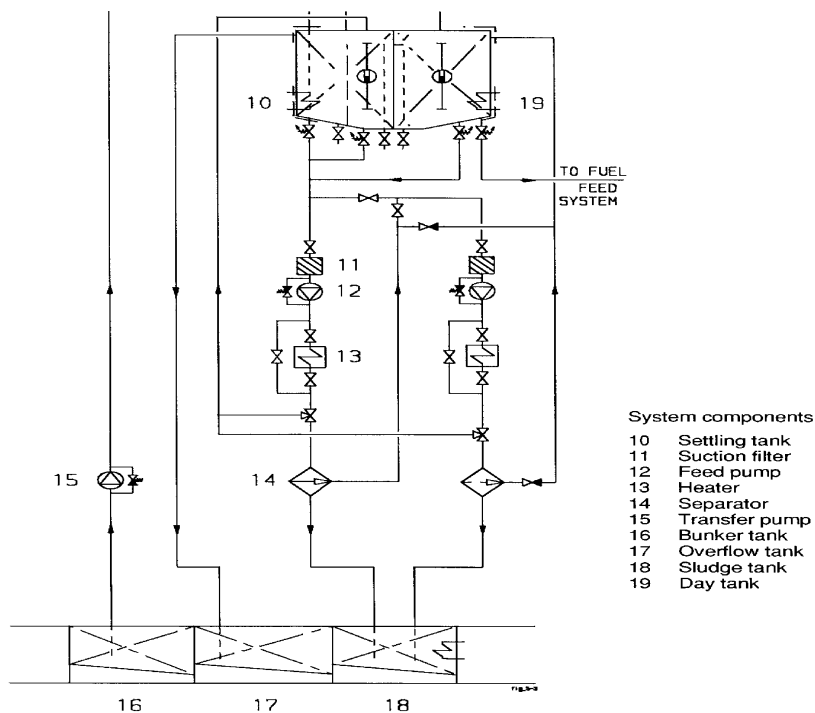 10
19
TO FUEL
FEED
SYSTEM
11
12
13
15
14
System components
10 Settling tank
11 Suction filter
12 Feed pump
13 Heater
14 Separator
15 Transfer pump
16 Bunker tank
17 Overflow tank
18 Sludge tank
19 Day tank
16
17
18